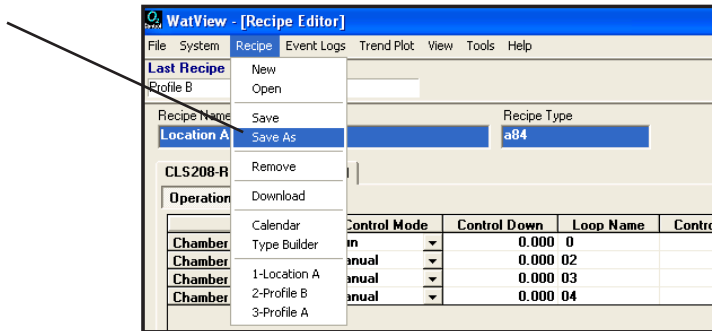 O₂ WatView - [Recipe Editor]
File System Recipe Event Logs Trend Plot View Tools Help
Last Recipe
Profile B
New
Open
Save
Save As
Remove
Download
Calendar
Type Builder
1-Location A
2-Profile B
3-Profile A
Recipe Name
Recipe Type
Location A
a84
CLS208-R
Operation
Control Mode Control Down Loop Name Contro
Chamber 0.000 0
Chamber anual 0.000 02
Chamber anual 0.000 03
Chamber anual 0.000 04